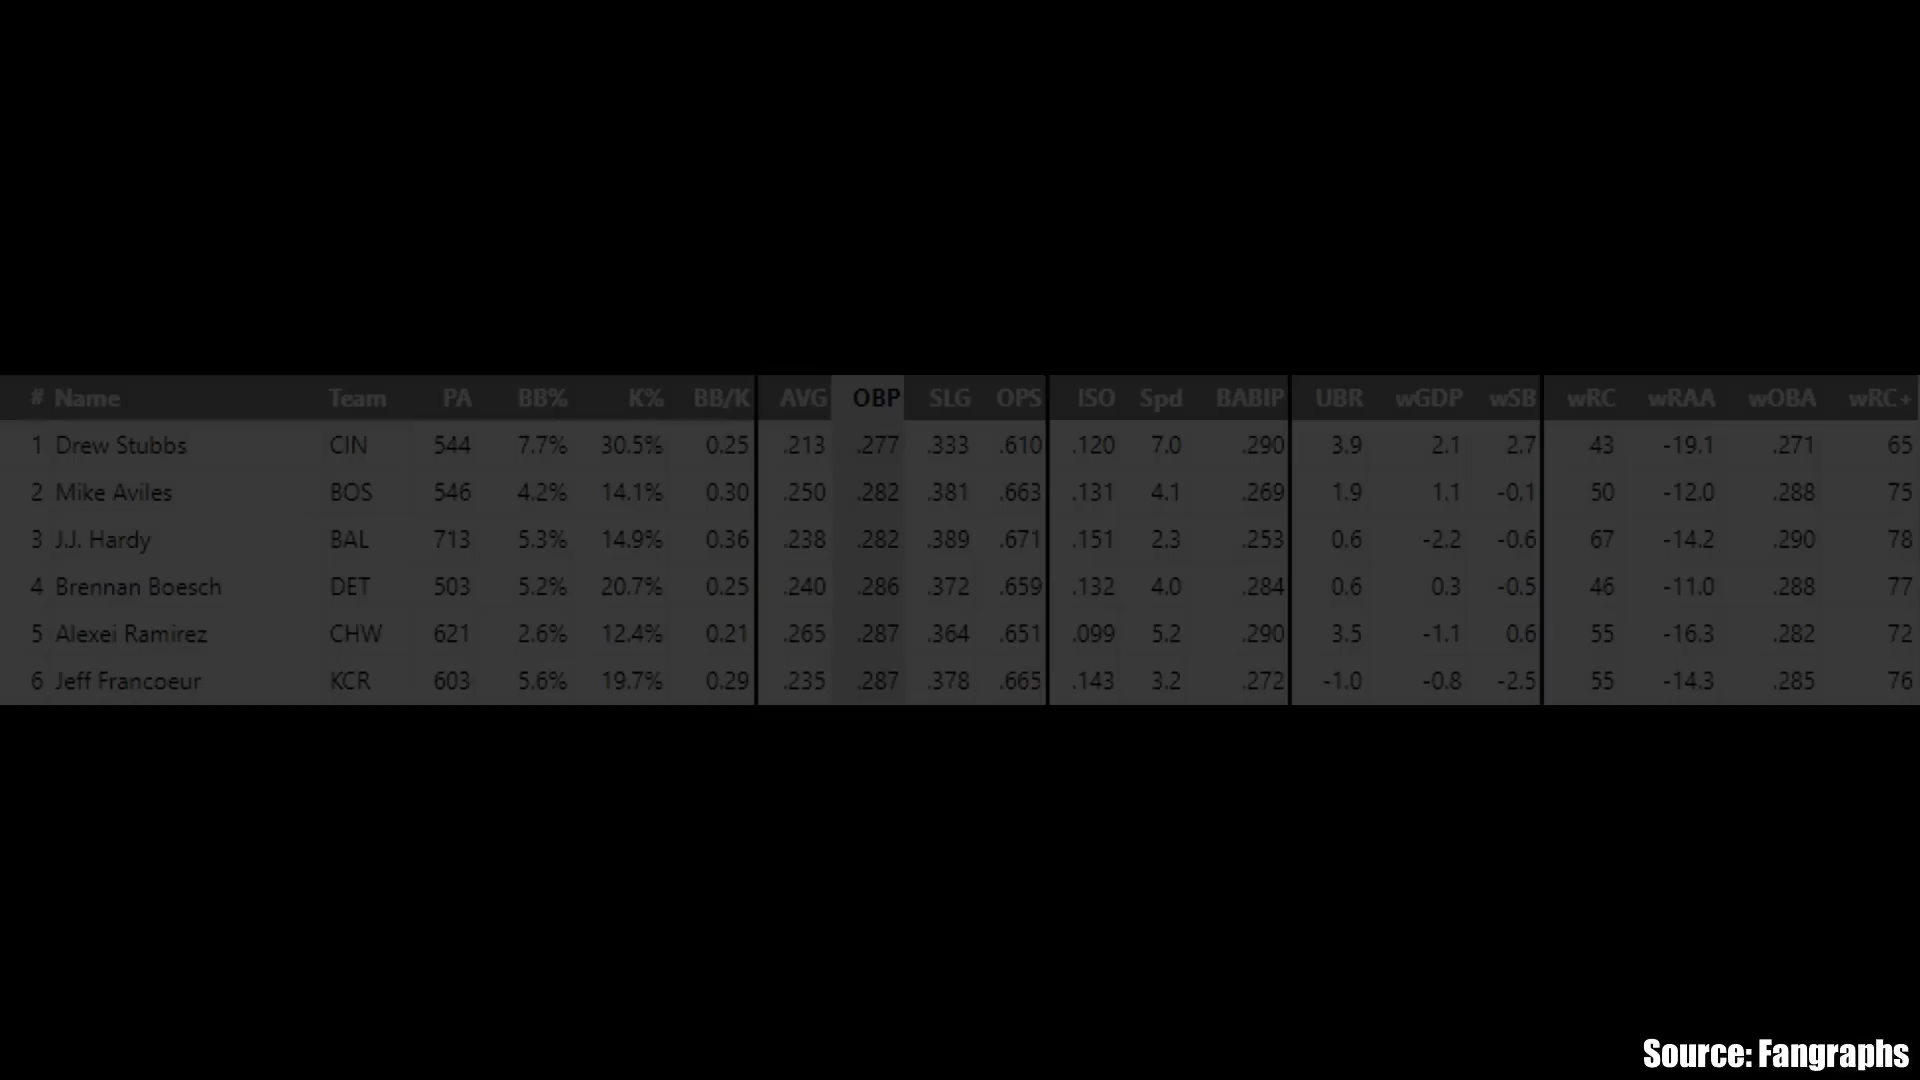 # Name Team PA BB% K% BB/K AVG OBP SLG OPS ISO Spd BABIP UBR wGDP wSB wRC wRAA wOBA wRC+
1 Drew Stubbs CIN 544 7.7% 30.5% 0.25 .213 .277 .333 .610 .120 7.0 .290 3.9 2.1 2.7 43 -19.1 .271 65
2 Mike Aviles BOS 546 4.2% 14.1% 0.30 .250 .282 .381 .663 .131 4.1 .269 1.9 1.1 -0.1 50 -12.0 .288 75
3 J.J. Hardy BAL 713 5.3% 14.9% 0.36 .238 .282 .389 .671 .151 2.3 .253 0.6 -2.2 -0.6 67 -14.2 .290 78
4 Brennan Boesch DET 503 5.2% 20.7% 0.25 .240 .286 .372 .659 .132 4.0 .284 0.6 0.3 -0.5 46 -11.0 .288 77
5 Alexei Ramirez CHW 621 2.6% 12.4% 0.21 .265 .287 .364 .651 .099 5.2 .290 3.5 -1.1 0.6 55 -16.3 .282 72
6 Jeff Francoeur KCR 603 5.6% 19.7% 0.29 .235 .287 .378 .665 .143 3.2 .272 -1.0 -0.8 -2.5 55 -14.3 .285 76
Source: Fangraphs